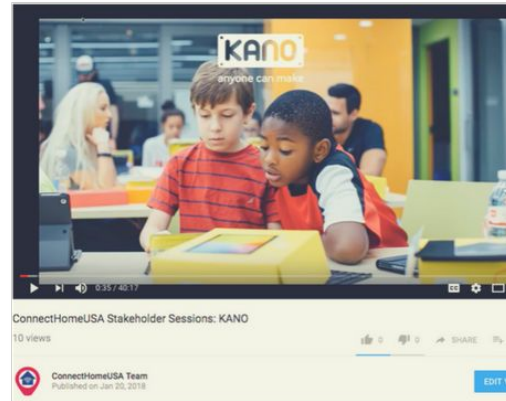 KANO
anyone can make
0:35 / 40:17
CC
ConnectHomeUSA Stakeholder Sessions: KANO
10 views
0
0
SHARE
ConnectHomeUSA Team
Published on Jan 20, 2018
EDIT V